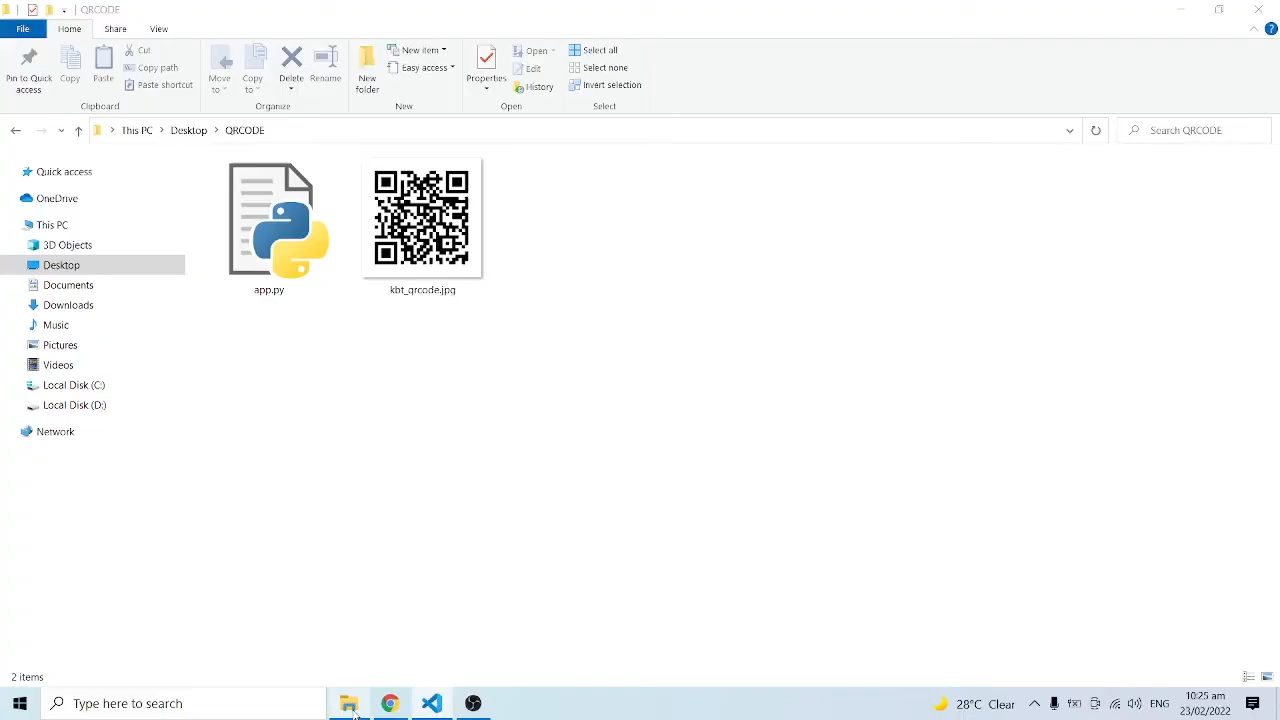 QRCODE
File Home Share View
Pin to Quick access
Copy
Paste
Cut
Copy path
Paste shortcut
Clipboard
Move to
Copy to
Delete
Rename
Organize
New folder
New item
Easy access
New
Properties
Open
Edit
History
Open
Select all
Select none
Invert selection
Select
This PC > Desktop > QRCODE
Search QRCODE
Quick access
OneDrive
This PC
3D Objects
Desktop
Documents
Downloads
Music
Pictures
Videos
Local Disk (C:)
Local Disk (D:)
Network
app.py
kbt_qrcode.jpg
2 items
Type here to search
28°C Clear
ENG
10:25 am
23/02/2022